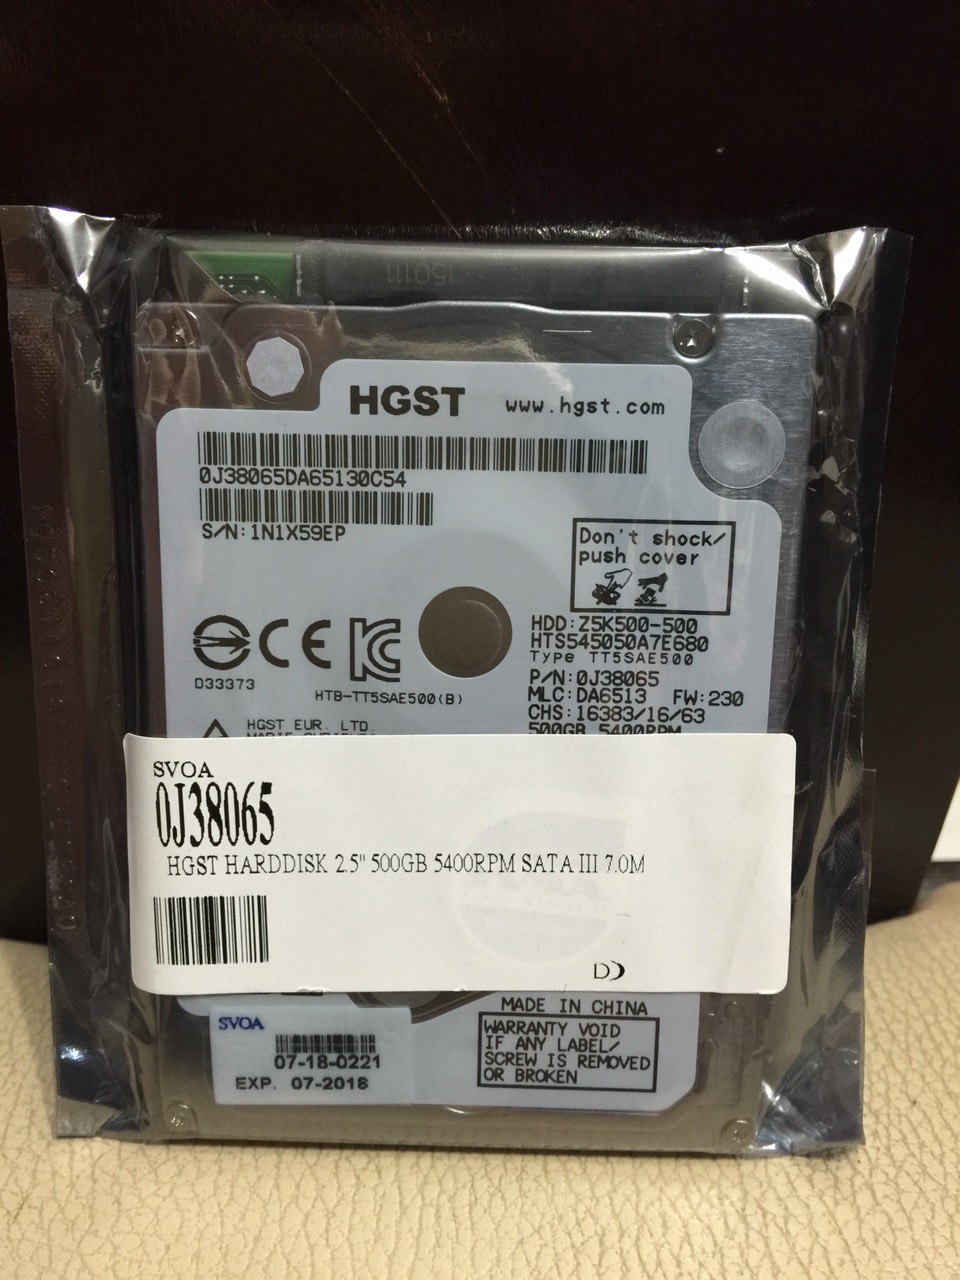 150111
HGST www.hgst.com
0J38065DA65130C54
S/N: 1N1X59EP
Don't shock/
push cover
HDD: Z5K500-500
HTS545050A7E680
Type TT5SAE500
P/N: 0J38065
MLC: DA6513 FW: 230
CHS: 16383/16/63
500GB 5400RPM
CE
D33373
HTB-TT5SAE500(B)
HGST EUR. LTD.
SVOA
0J38065
HGST HARDDISK 2.5" 500GB 5400RPM SATA III 7.0M
MADE IN CHINA
WARRANTY VOID
IF ANY LABEL/
SCREW IS REMOVED
OR BROKEN
SVOA
07-18-0221
EXP. 07-2018